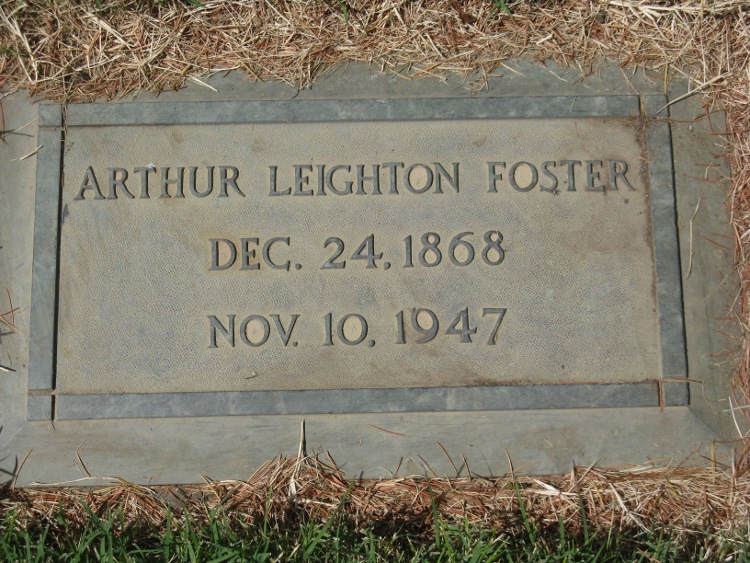 ARTHUR LEIGHTON FOSTER
DEC. 24, 1868
NOV. 10, 1947